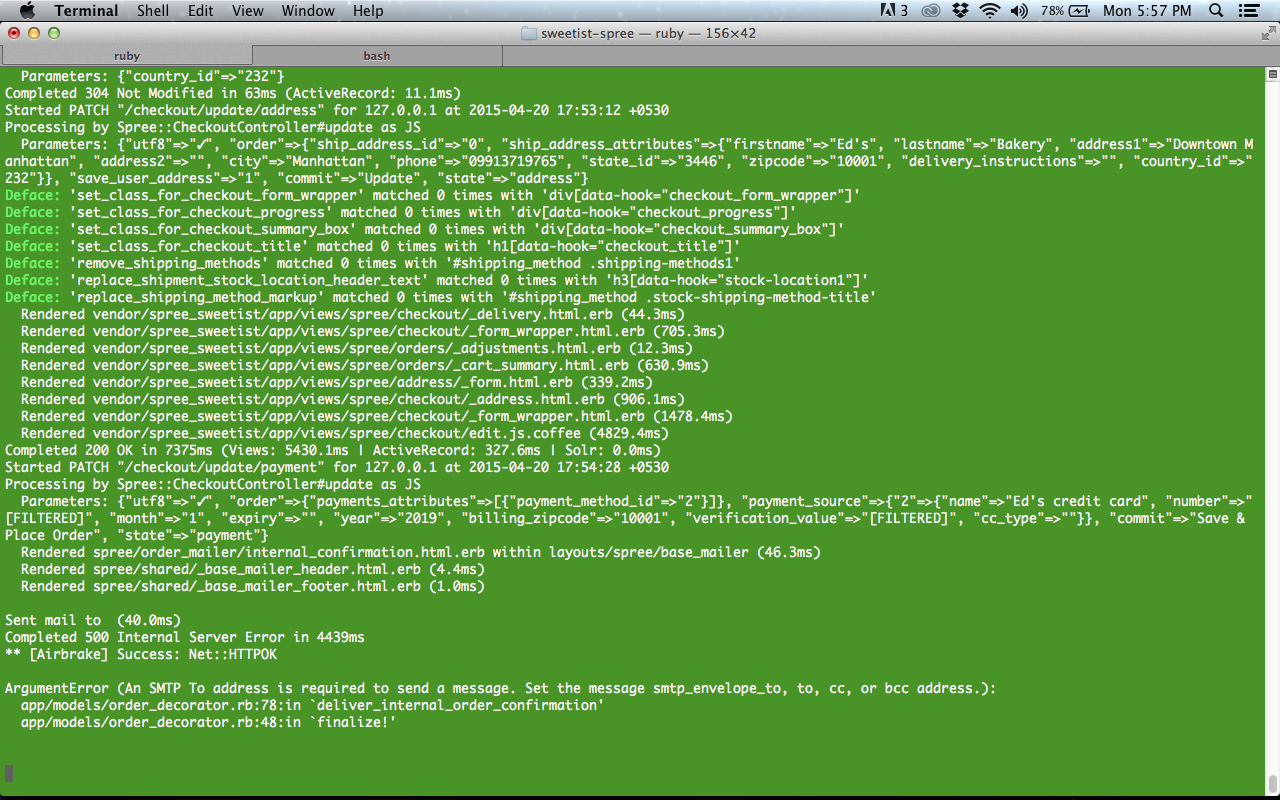 Terminal Shell Edit View Window Help 3 78% Mon 5:57 PM
sweetist-spree — ruby — 156×42
ruby bash
Parameters: {"country_id"=>"232"}
Completed 304 Not Modified in 63ms (ActiveRecord: 11.1ms)
Started PATCH "/checkout/update/address" for 127.0.0.1 at 2015-04-20 17:53:12 +0530
Processing by Spree::CheckoutController#update as JS
Parameters: {"utf8"=>"✓", "order"=>{"ship_address_id"=>"0", "ship_address_attributes"=>{"firstname"=>"Ed's", "lastname"=>"Bakery", "address1"=>"Downtown M
anhattan", "address2"=>"", "city"=>"Manhattan", "phone"=>"09913719765", "state_id"=>"3446", "zipcode"=>"10001", "delivery_instructions"=>"", "country_id"=>"
232"}}, "save_user_address"=>"1", "commit"=>"Update", "state"=>"address"}
Deface: 'set_class_for_checkout_form_wrapper' matched 0 times with 'div[data-hook="checkout_form_wrapper"]'
Deface: 'set_class_for_checkout_progress' matched 0 times with 'div[data-hook="checkout_progress"]'
Deface: 'set_class_for_checkout_summary_box' matched 0 times with 'div[data-hook="checkout_summary_box"]'
Deface: 'set_class_for_checkout_title' matched 0 times with 'h1[data-hook="checkout_title"]'
Deface: 'remove_shipping_methods' matched 0 times with '#shipping_method .shipping-methods1'
Deface: 'replace_shipment_stock_location_header_text' matched 0 times with 'h3[data-hook="stock-location1"]'
Deface: 'replace_shipping_method_markup' matched 0 times with '#shipping_method .stock-shipping-method-title'
Rendered vendor/spree_sweetist/app/views/spree/checkout/_delivery.html.erb (44.3ms)
Rendered vendor/spree_sweetist/app/views/spree/checkout/_form_wrapper.html.erb (705.3ms)
Rendered vendor/spree_sweetist/app/views/spree/orders/_adjustments.html.erb (12.3ms)
Rendered vendor/spree_sweetist/app/views/spree/orders/_cart_summary.html.erb (630.9ms)
Rendered vendor/spree_sweetist/app/views/spree/address/_form.html.erb (339.2ms)
Rendered vendor/spree_sweetist/app/views/spree/checkout/_address.html.erb (906.1ms)
Rendered vendor/spree_sweetist/app/views/spree/checkout/_form_wrapper.html.erb (1478.4ms)
Rendered vendor/spree_sweetist/app/views/spree/checkout/edit.js.coffee (4829.4ms)
Completed 200 OK in 7375ms (Views: 5430.1ms | ActiveRecord: 327.6ms | Solr: 0.0ms)
Started PATCH "/checkout/update/payment" for 127.0.0.1 at 2015-04-20 17:54:28 +0530
Processing by Spree::CheckoutController#update as JS
Parameters: {"utf8"=>"✓", "order"=>{"payments_attributes"=>[{"payment_method_id"=>"2"}]}, "payment_source"=>{"2"=>{"name"=>"Ed's credit card", "number"=>"
[FILTERED]", "month"=>"1", "expiry"=>"", "year"=>"2019", "billing_zipcode"=>"10001", "verification_value"=>"[FILTERED]", "cc_type"=>""}}, "commit"=>"Save &
Place Order", "state"=>"payment"}
Rendered spree/order_mailer/internal_confirmation.html.erb within layouts/spree/base_mailer (46.3ms)
Rendered spree/shared/_base_mailer_header.html.erb (4.4ms)
Rendered spree/shared/_base_mailer_footer.html.erb (1.0ms)
Sent mail to  (40.0ms)
Completed 500 Internal Server Error in 4439ms
** [Airbrake] Success: Net::HTTPOK
ArgumentError (An SMTP To address is required to send a message. Set the message smtp_envelope_to, to, cc, or bcc address.):
app/models/order_decorator.rb:78:in `deliver_internal_order_confirmation'
app/models/order_decorator.rb:48:in `finalize!'